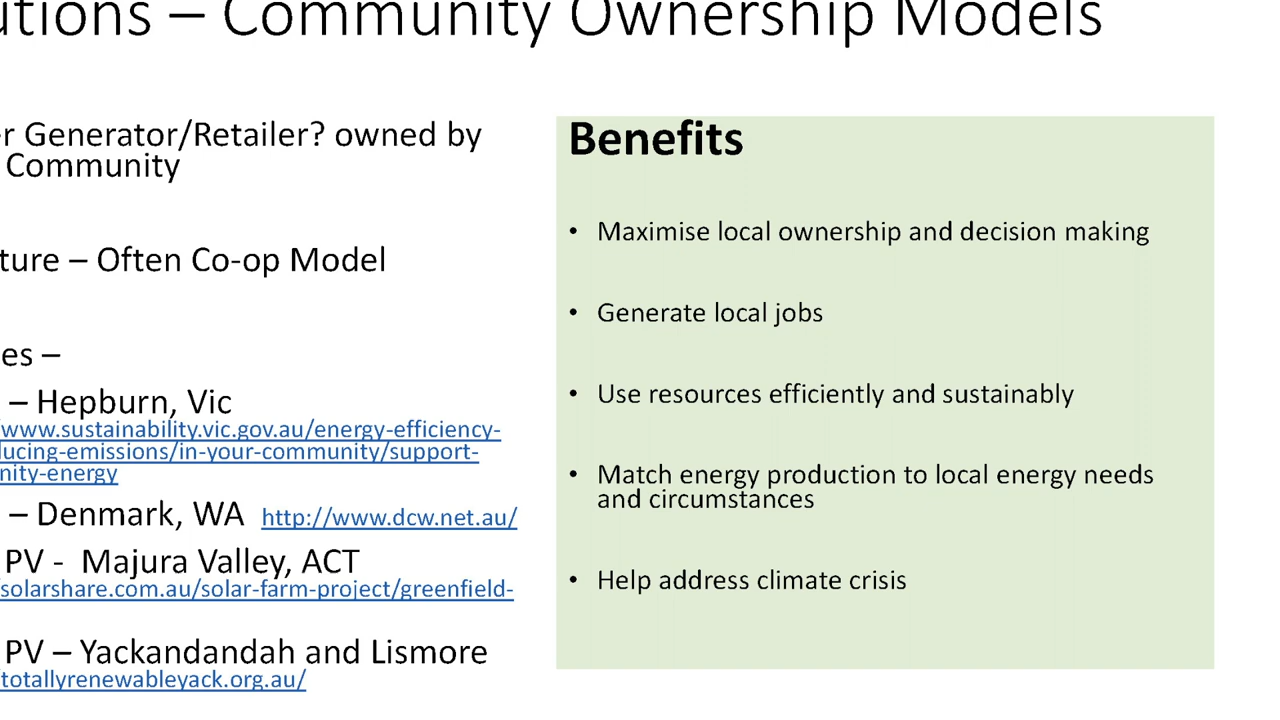 utions – Community Ownership Models
r Generator/Retailer? owned by
Community
ture – Often Co-op Model
es –
– Hepburn, Vic
/www.sustainability.vic.gov.au/energy-efficiency-
ducing-emissions/in-your-community/support-
nity-energy
– Denmark, WA http://www.dcw.net.au/
PV - Majura Valley, ACT
/solarshare.com.au/solar-farm-project/greenfield-
PV – Yackandandah and Lismore
/totallyrenewableyack.org.au/
Benefits
• Maximise local ownership and decision making
• Generate local jobs
• Use resources efficiently and sustainably
• Match energy production to local energy needs
and circumstances
• Help address climate crisis